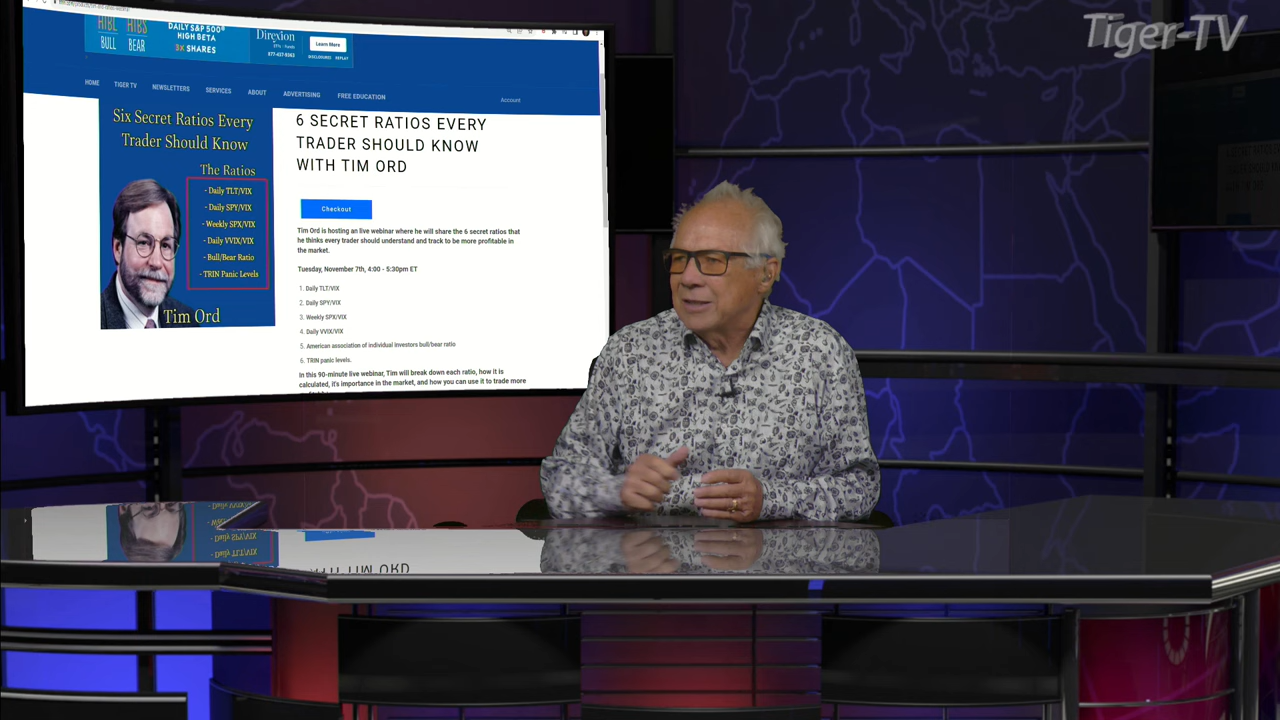 Tiger-TV
HIBL HIBS
BULL BEAR
DAILY S&P 500®
HIGH BETA
3X SHARES
Direxion
877-437-9363
Learn More
DISCLOSURES REPLAY
HOME TIGER TV NEWSLETTERS SERVICES ABOUT ADVERTISING FREE EDUCATION
Account
Six Secret Ratios Every
Trader Should Know
The Ratios
- Daily TLT/VIX
- Daily SPY/VIX
- Weekly SPX/VIX
- Daily VVIX/VIX
- Bull/Bear Ratio
- TRIN Panic Levels
Tim Ord
6 SECRET RATIOS EVERY
TRADER SHOULD KNOW
WITH TIM ORD
Checkout
Tim Ord is hosting an live webinar where he will share the 6 secret ratios that
he thinks every trader should understand and track to be more profitable in
the market.
Tuesday, November 7th, 4:00 - 5:30pm ET
1. Daily TLT/VIX
2. Daily SPY/VIX
3. Weekly SPX/VIX
4. Daily VVIX/VIX
5. American association of individual investors bull/bear ratio
6. TRIN panic levels.
In this 90-minute live webinar, Tim will break down each ratio, how it is
calculated, it's importance in the market, and how you can use it to trade more